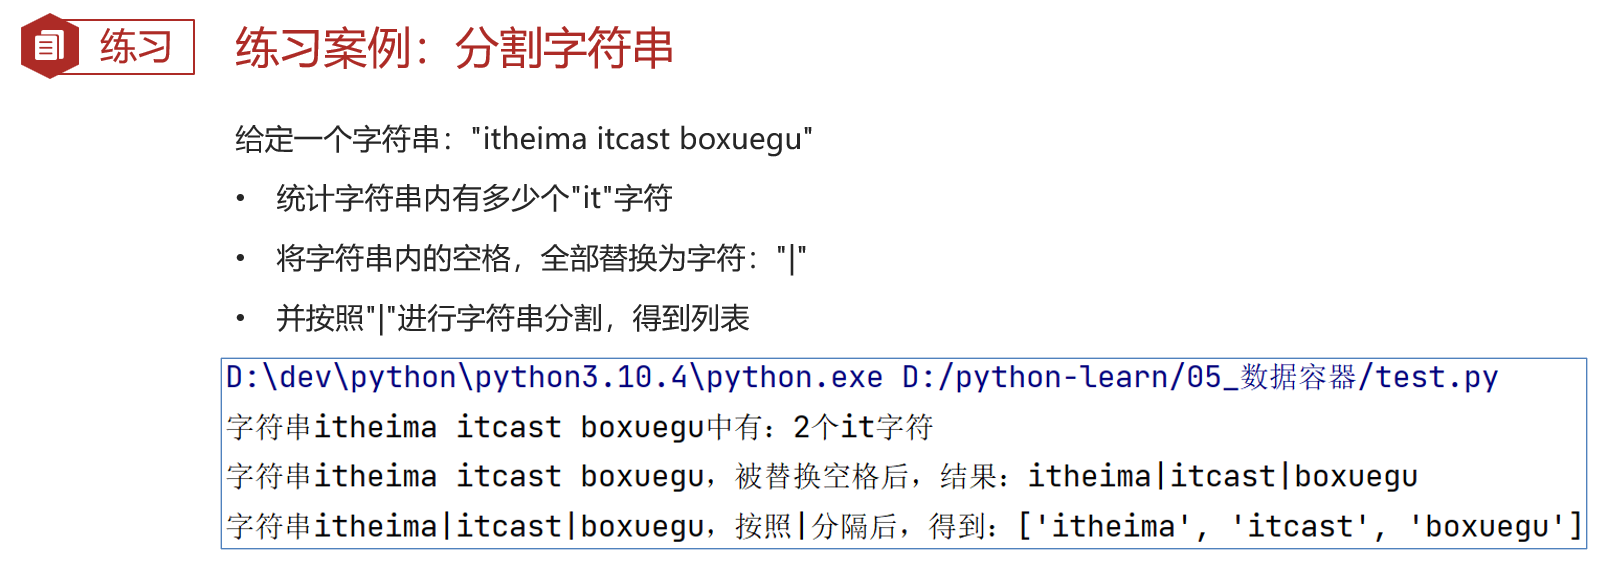 练习
练习案例：分割字符串
给定一个字符串："itheima itcast boxuegu"
• 统计字符串内有多少个"it"字符
• 将字符串内的空格，全部替换为字符："|"
• 并按照"|"进行字符串分割，得到列表
D:\dev\python\python3.10.4\python.exe D:/python-learn/05_数据容器/test.py
字符串itheima itcast boxuegu中有：2个it字符
字符串itheima itcast boxuegu，被替换空格后，结果：itheima|itcast|boxuegu
字符串itheima|itcast|boxuegu，按照|分隔后，得到：['itheima', 'itcast', 'boxuegu']